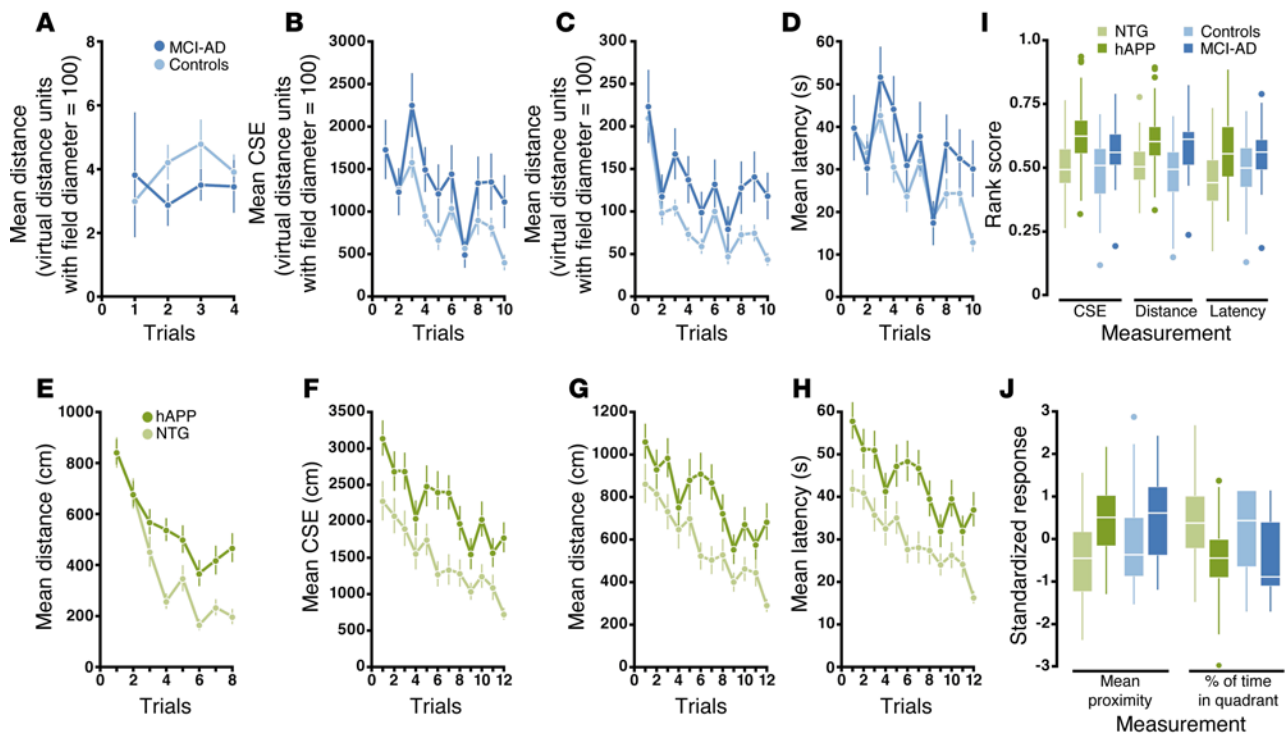 A
MCI-AD
Controls
Mean distance
(virtual distance units
with field diameter = 100)
8
6
4
2
0
0 1 2 3 4
Trials
B
Mean CSE
(virtual distance units
with field diameter = 100)
3000
2500
2000
1500
1000
500
0
0 2 4 6 8 10
Trials
C
Mean distance
(virtual distance units
with field diameter = 100)
300
250
200
150
100
50
0
0 2 4 6 8 10
Trials
D
Mean latency (s)
60
50
40
30
20
10
0
0 2 4 6 8 10
Trials
I
NTG
hAPP
Controls
MCI-AD
Rank score
1.0
0.75
0.5
0.25
0
CSE Distance Latency
Measurement
E
hAPP
NTG
Mean distance (cm)
1000
800
600
400
200
0
0 2 4 6 8
Trials
F
Mean CSE (cm)
3500
3000
2500
2000
1500
1000
500
0
0 2 4 6 8 10 12
Trials
G
Mean distance (cm)
1200
1000
800
600
400
200
0
0 2 4 6 8 10 12
Trials
H
Mean latency (s)
60
50
40
30
20
10
0
0 2 4 6 8 10 12
Trials
J
Standardized response
3
2
1
0
-1
-2
-3
Mean
proximity
% of time
in quadrant
Measurement